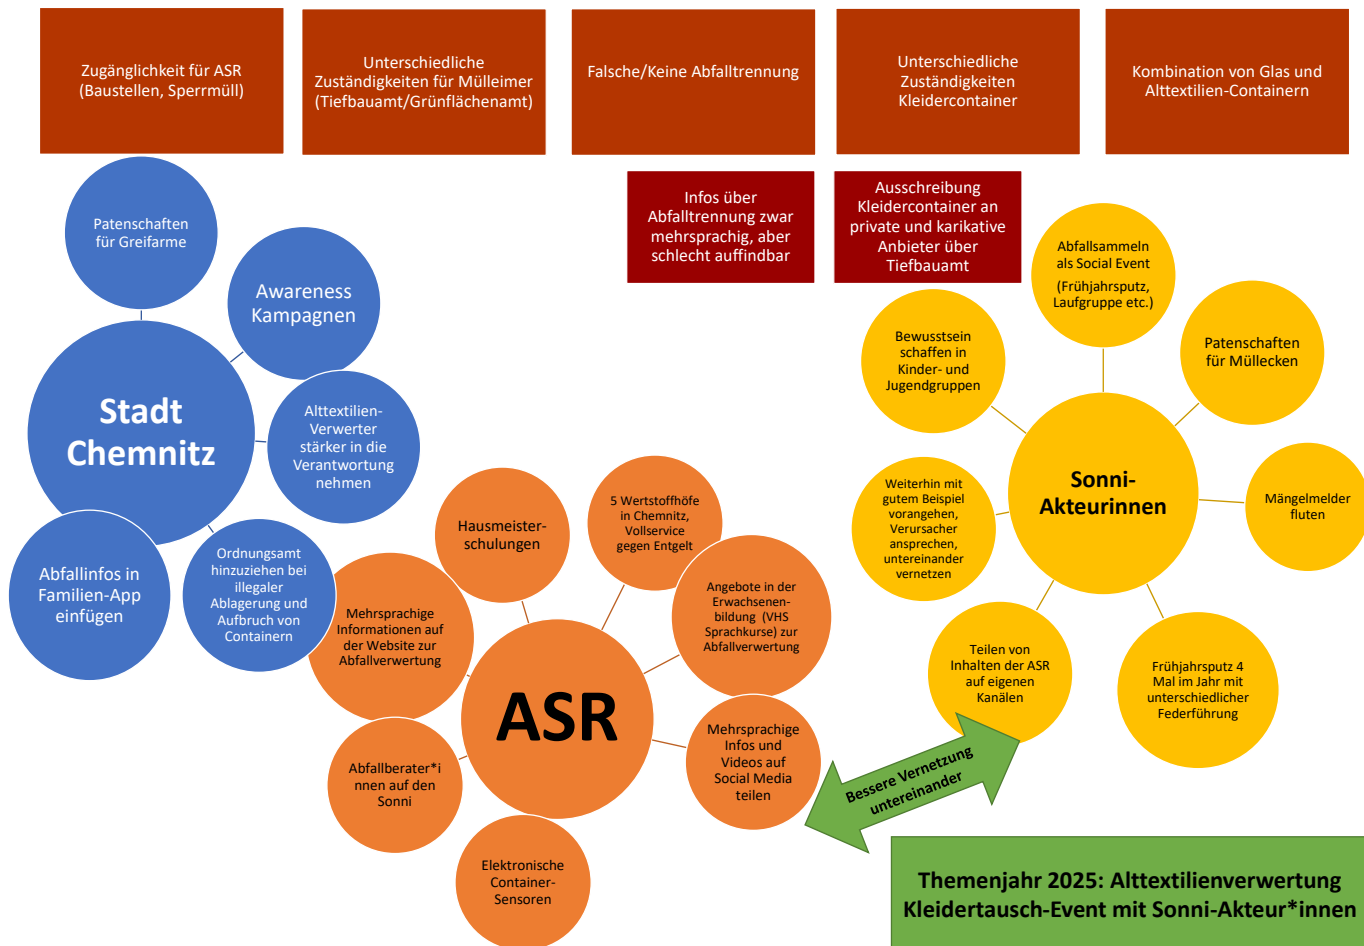 Zugänglichkeit für ASR
(Baustellen, Sperrmüll)
Unterschiedliche
Zuständigkeiten für Mülleimer
(Tiefbauamt/Grünflächenamt)
Falsche/Keine Abfalltrennung
Unterschiedliche
Zuständigkeiten
Kleidercontainer
Kombination von Glas und
Alttextilien-Containern
Infos über
Abfalltrennung zwar
mehrsprachig, aber
schlecht auffindbar
Ausschreibung
Kleidercontainer an
private und karikative
Anbieter über
Tiefbauamt
Patenschaften
für Greifarme
Awareness
Kampagnen
Stadt
Chemnitz
Alttextilien-
Verwerter
stärker in die
Verantwortung
nehmen
Abfallinfos in
Familien-App
einfügen
Ordnungsamt
hinzuziehen bei
illegaler
Ablagerung und
Aufbruch von
Containern
Hausmeister-
schulungen
5 Wertstoffhöfe
in Chemnitz,
Vollservice
gegen Entgelt
Mehrsprachige
Informationen auf
der Website zur
Abfallverwertung
Angebote in der
Erwachsenen-
bildung (VHS
Sprachkurse) zur
Abfallverwertung
ASR
Abfallberater*i
nnen auf den
Sonni
Mehrsprachige
Infos und
Videos auf
Social Media
teilen
Elektronische
Container-
Sensoren
Abfallsammeln
als Social Event
(Frühjahrsputz,
Laufgruppe etc.)
Bewusstsein
schaffen in
Kinder- und
Jugendgruppen
Patenschaften
für Müllecken
Sonni-
Akteurinnen
Weiterhin mit
gutem Beispiel
vorangehen,
Verursacher
ansprechen,
untereinander
vernetzen
Mängelmelder
fluten
Teilen von
Inhalten der ASR
auf eigenen
Kanälen
Frühjahrsputz 4
Mal im Jahr mit
unterschiedlicher
Federführung
Bessere Vernetzung
untereinander
Themenjahr 2025: Alttextilienverwertung
Kleidertausch-Event mit Sonni-Akteur*innen